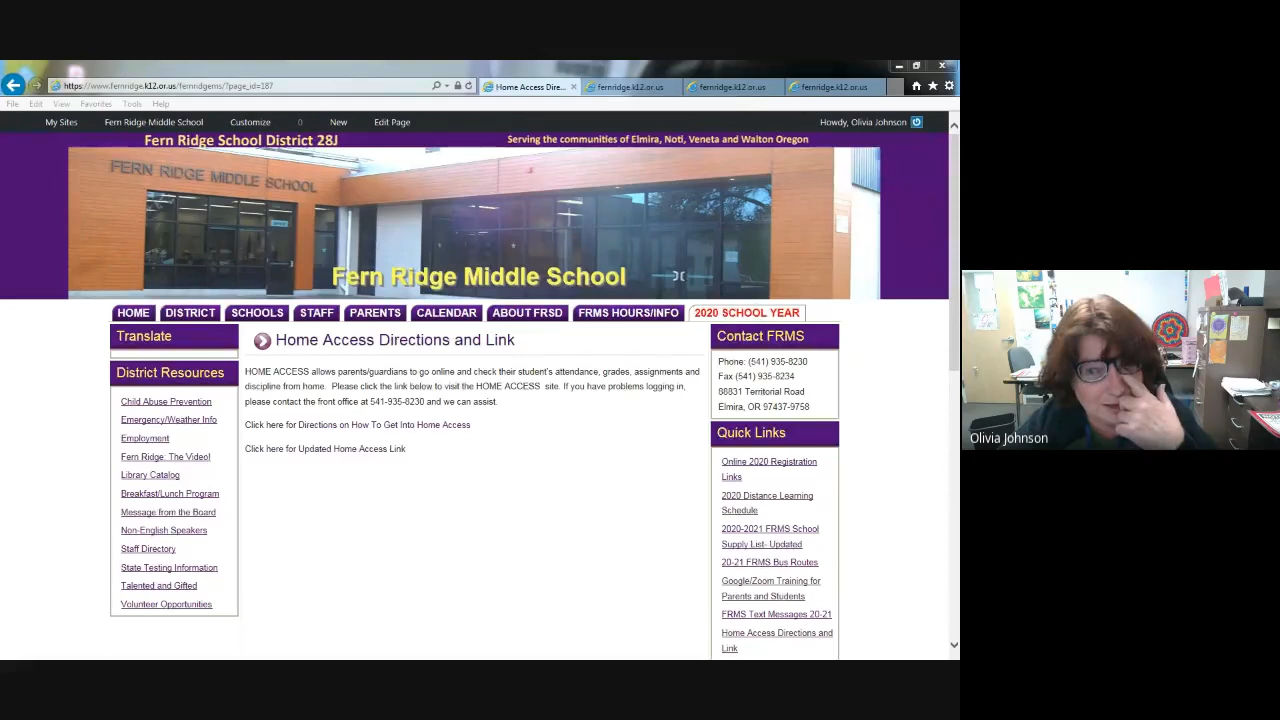 https://www.fernridge.k12.or.us/fernridgems/?page_id=187
Home Access Dire...
fernridge.k12.or.us
fernridge.k12.or.us
fernridge.k12.or.us
File Edit View Favorites Tools Help
My Sites Fern Ridge Middle School Customize 0 New Edit Page Howdy, Olivia Johnson
Fern Ridge School District 28J
Serving the communities of Elmira, Noti, Veneta and Walton Oregon
FERN RIDGE MIDDLE SCHOOL
Fern Ridge Middle School
HOME DISTRICT SCHOOLS STAFF PARENTS CALENDAR ABOUT FRSD FRMS HOURS/INFO 2020 SCHOOL YEAR
Translate
District Resources
Child Abuse Prevention
Emergency/Weather Info
Employment
Fern Ridge: The Video!
Library Catalog
Breakfast/Lunch Program
Message from the Board
Non-English Speakers
Staff Directory
State Testing Information
Talented and Gifted
Volunteer Opportunities
Home Access Directions and Link
HOME ACCESS allows parents/guardians to go online and check their student's attendance, grades, assignments and
discipline from home. Please click the link below to visit the HOME ACCESS site. If you have problems logging in,
please contact the front office at 541-935-8230 and we can assist.
Click here for Directions on How To Get Into Home Access
Click here for Updated Home Access Link
Contact FRMS
Phone: (541) 935-8230
Fax (541) 935-8234
88831 Territorial Road
Elmira, OR 97437-9758
Quick Links
Online 2020 Registration
Links
2020 Distance Learning
Schedule
2020-2021 FRMS School
Supply List- Updated
20-21 FRMS Bus Routes
Google/Zoom Training for
Parents and Students
FRMS Text Messages 20-21
Home Access Directions and
Link
Olivia Johnson